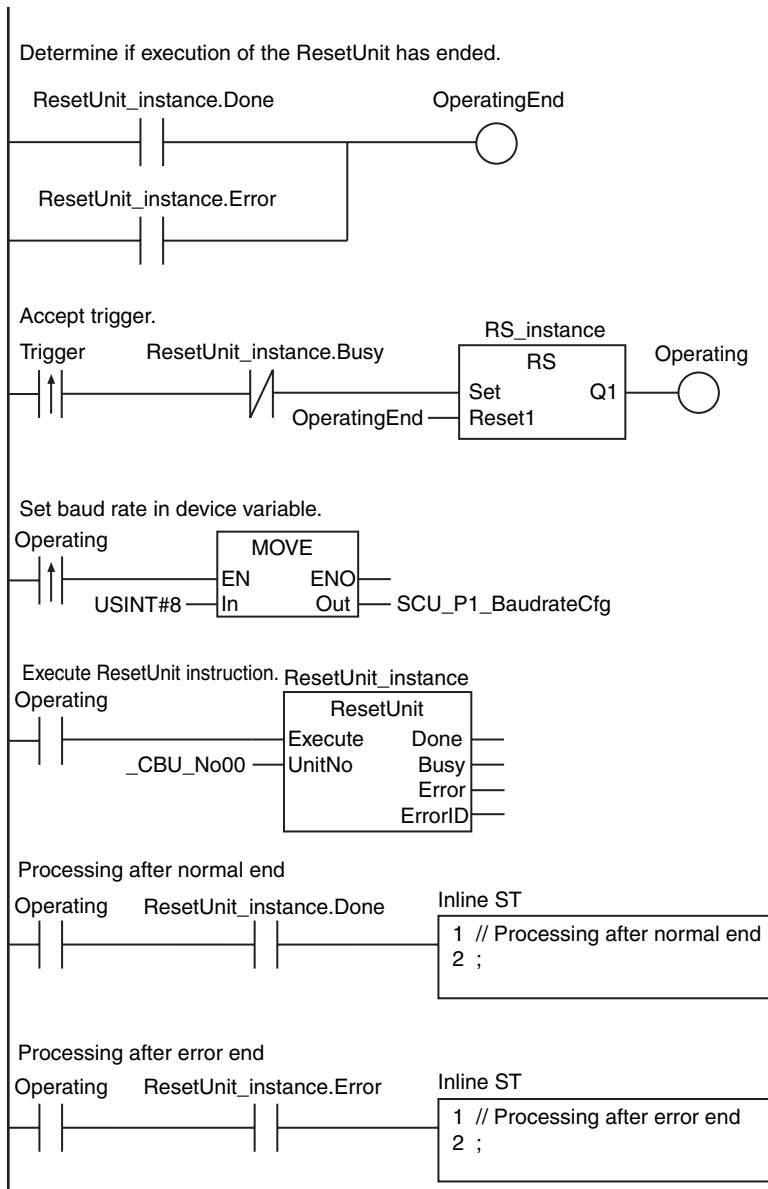 Determine if execution of the ResetUnit has ended.
ResetUnit_instance.Done OperatingEnd
ResetUnit_instance.Error
Accept trigger.
RS_instance
Trigger ResetUnit_instance.Busy RS Operating
Set Q1
OperatingEnd Reset1
Set baud rate in device variable.
Operating MOVE
EN ENO
USINT#8 In Out SCU_P1_BaudrateCfg
Execute ResetUnit instruction. ResetUnit_instance
Operating ResetUnit
Execute Done
_CBU_No00 UnitNo Busy
Error
ErrorID
Processing after normal end
Operating ResetUnit_instance.Done Inline ST
1 // Processing after normal end
2 ;
Processing after error end
Operating ResetUnit_instance.Error Inline ST
1 // Processing after error end
2 ;